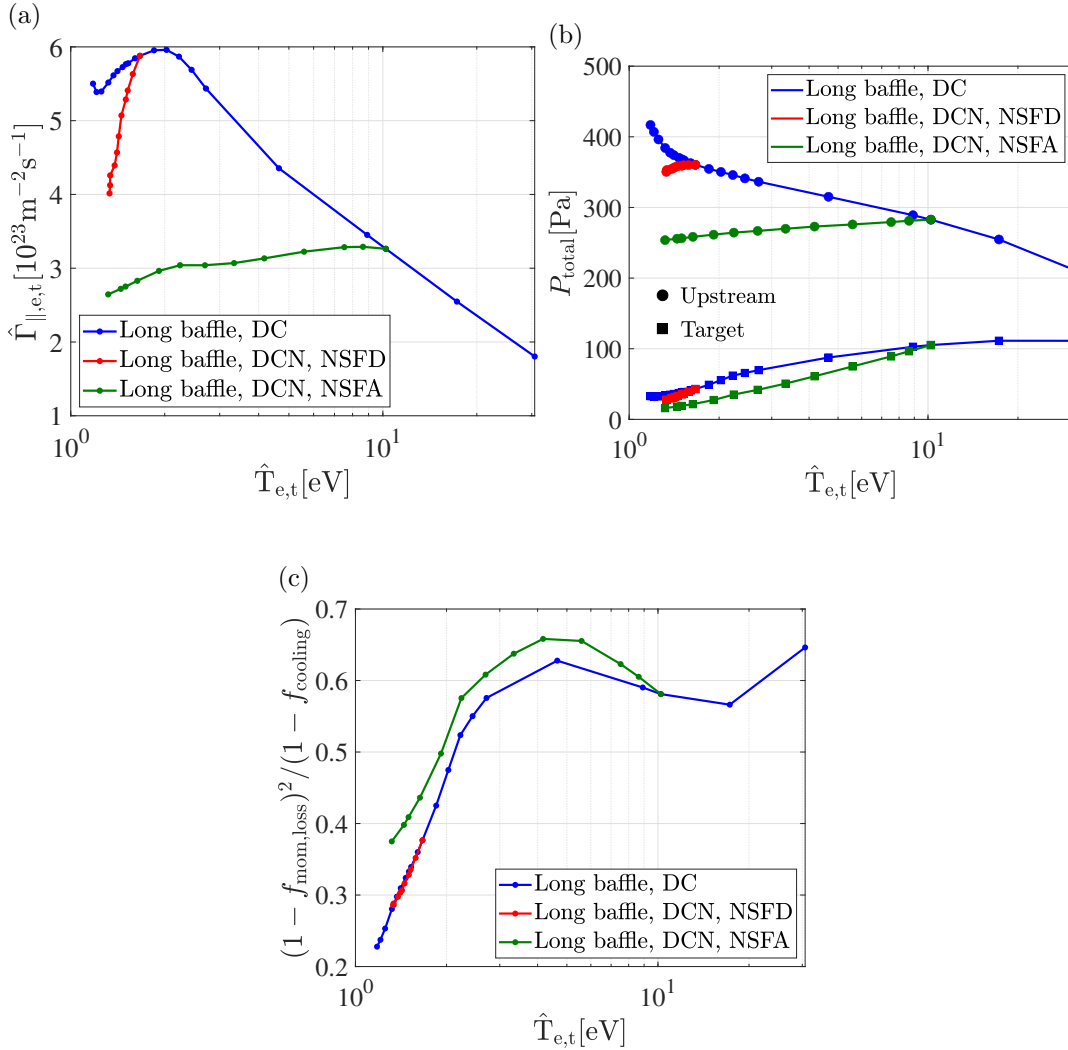 (a)
6
5
4
3
2
1
Γ̂∥,e,t[10²³m⁻²s⁻¹]
10⁰
10¹
T̂e,t[eV]
Long baffle, DC
Long baffle, DCN, NSFD
Long baffle, DCN, NSFA
(b)
500
400
300
200
100
0
Ptotal[Pa]
10⁰
10¹
T̂e,t[eV]
Long baffle, DC
Long baffle, DCN, NSFD
Long baffle, DCN, NSFA
Upstream
Target
(c)
0.7
0.6
0.5
0.4
0.3
0.2
(1 − fmom,loss)²/(1 − fcooling)
10⁰
10¹
T̂e,t[eV]
Long baffle, DC
Long baffle, DCN, NSFD
Long baffle, DCN, NSFA